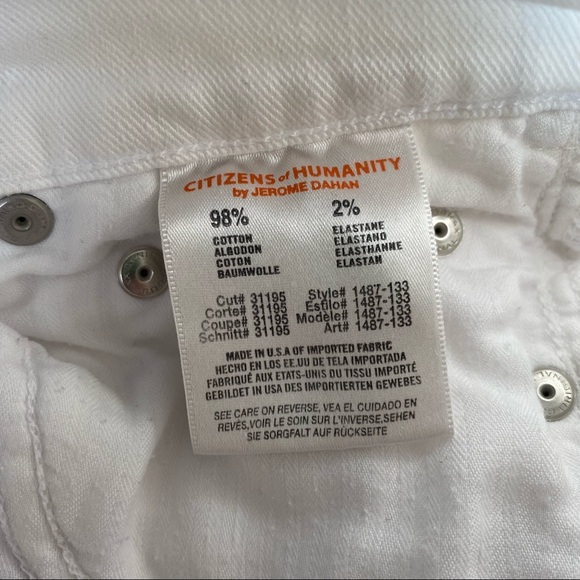 CITIZENS of HUMANITY
by JEROME DAHAN
98% 2%
COTTON ELASTANE
ALGODON ELASTANO
COTON ELASTHANNE
BAUMWOLLE ELASTAN
Cut# 31195 Style# 1487-133
Corte# 31195 Estilo# 1487-133
Coupe# 31195 Modèle# 1487-133
Schnitt# 31195 Art# 1487-133
MADE IN U.S.A OF IMPORTED FABRIC
HECHO EN LOS EE.UU DE TELA IMPORTADA
FABRIQUÉ AUX ETATS-UNIS DU TISSU IMPORTÉ
GEBILDET IN USA DES IMPORTIERTEN GEWEBES
SEE CARE ON REVERSE, VEA EL CUIDADO EN
REVÉS,VOIR LE SOIN SUR L'INVERSE,SEHEN
SIE SORGFALT AUF RÜCKSEITE